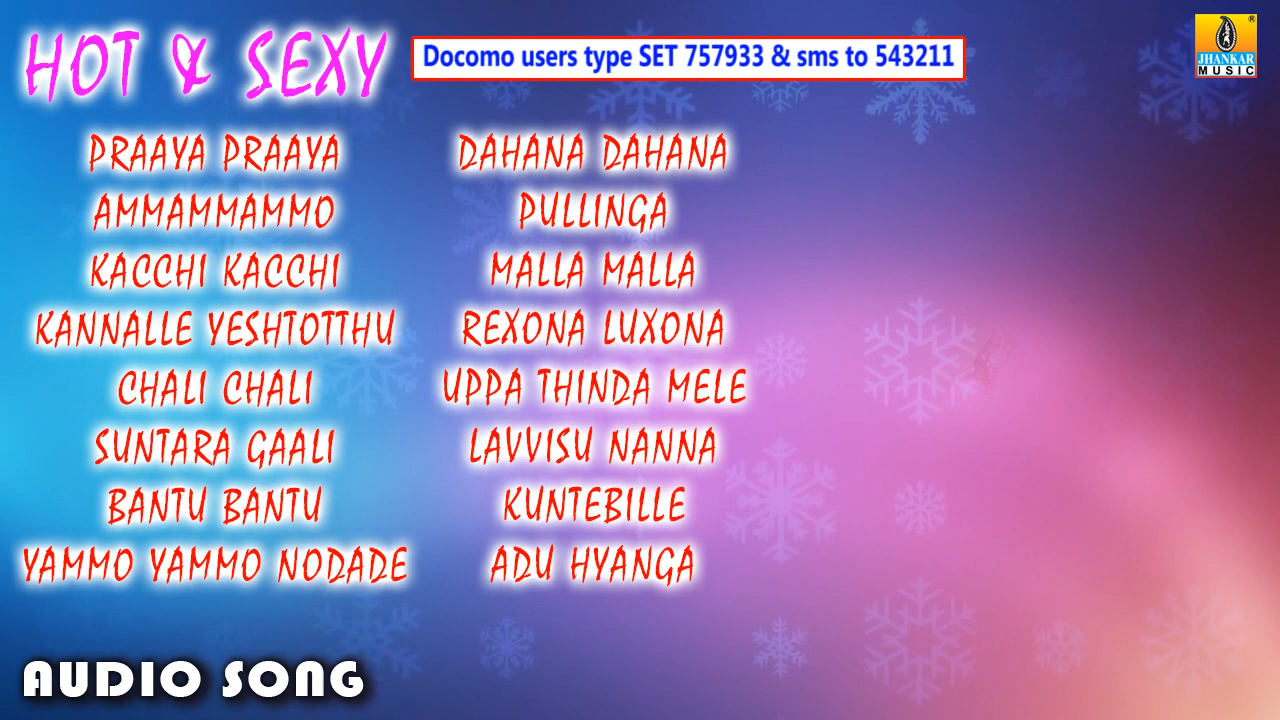 HOT & SEXY
Docomo users type SET 757933 & sms to 543211
®
JHANKAR
MUSIC
PRAAYA PRAAYA
AMMAMMAMMO
KACCHI KACCHI
KANNALLE YESHTOTTHU
CHALI CHALI
SUNTARA GAALI
BANTU BANTU
YAMMO YAMMO NODADE
DAHANA DAHANA
PULLINGA
MALLA MALLA
REXONA LUXONA
UPPA THINDA MELE
LAVVISU NANNA
KUNTEBILLE
ADU HYANGA
AUDIO SONG